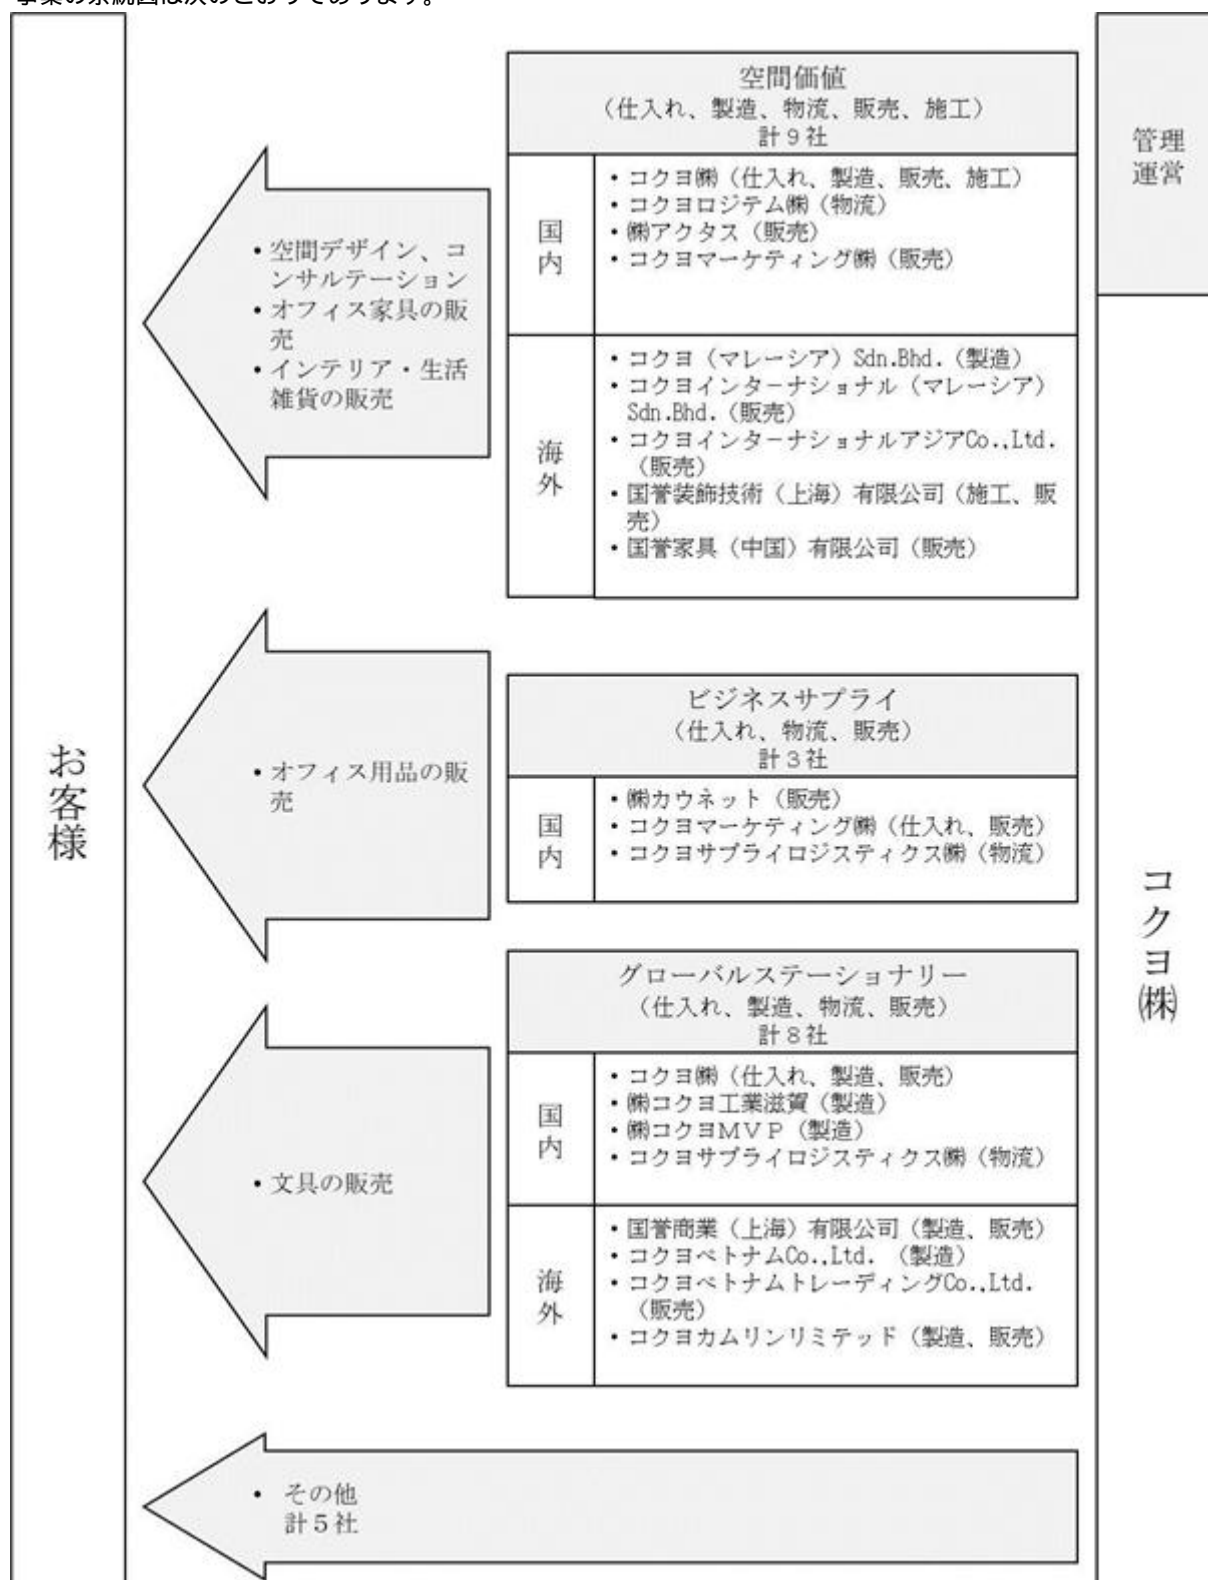 事業の系統図は次のとおりであります。
空間価値
（仕入れ、製造、物流、販売、施工）
計９社
管理
運営
国
内
・コクヨ㈱（仕入れ、製造、販売、施工）
・コクヨロジテム㈱（物流）
・㈱アクタス（販売）
・コクヨマーケティング㈱（販売）
・空間デザイン、コ
ンサルテーション
・オフィス家具の販
売
・インテリア・生活
雑貨の販売
海
外
・コクヨ（マレーシア）Sdn.Bhd.（製造）
・コクヨインターナショナル（マレーシア）
Sdn.Bhd.（販売）
・コクヨインターナショナルアジアCo.,Ltd.
（販売）
・国誉装飾技術（上海）有限公司（施工、販
売）
・国誉家具（中国）有限公司（販売）
お客様
ビジネスサプライ
（仕入れ、物流、販売）
計３社
・オフィス用品の販
売
国
内
・㈱カウネット（販売）
・コクヨマーケティング㈱（仕入れ、販売）
・コクヨサプライロジスティクス㈱（物流）
コクヨ㈱
グローバルステーショナリー
（仕入れ、製造、物流、販売）
計８社
国
内
・コクヨ㈱（仕入れ、製造、販売）
・㈱コクヨ工業滋賀（製造）
・㈱コクヨＭＶＰ（製造）
・コクヨサプライロジスティクス㈱（物流）
・文具の販売
海
外
・国誉商業（上海）有限公司（製造、販売）
・コクヨベトナムCo.,Ltd.（製造）
・コクヨベトナムトレーディングCo.,Ltd.
（販売）
・コクヨカムリンリミテッド（製造、販売）
・その他
計５社